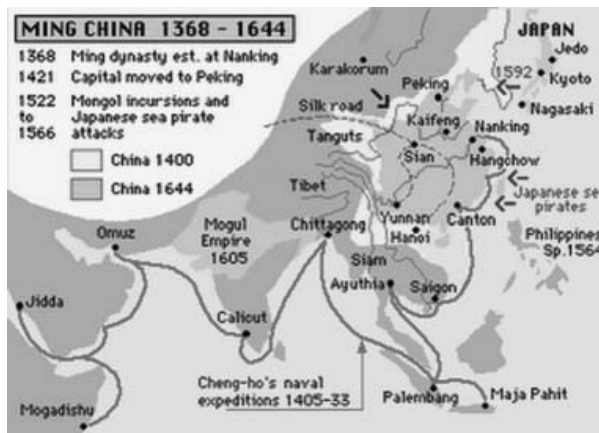 MING CHINA 1368 - 1644
1368 Ming dynasty est. at Nanking
1421 Capital moved to Peking
1522 Mongol incursions and
to Japanese sea pirate
1566 attacks
China 1400
China 1644
JAPAN
Jedo
Kyoto
1592
Nagasaki
Karakorum
Peking
Silk road
Kaifeng
Nanking
Tanguts
Sian
Hangchow
Tibet
Japanese sea
pirates
Yunnan
Canton
Hanoi
Chittagong
Mogul
Empire
1605
Omuz
Philippines
Sp.1564
Siam
Ayuthia
Saigon
Jidda
Calicut
Cheng-ho's naval
expeditions 1405-33
Palembang
Maja Pahit
Mogadishu